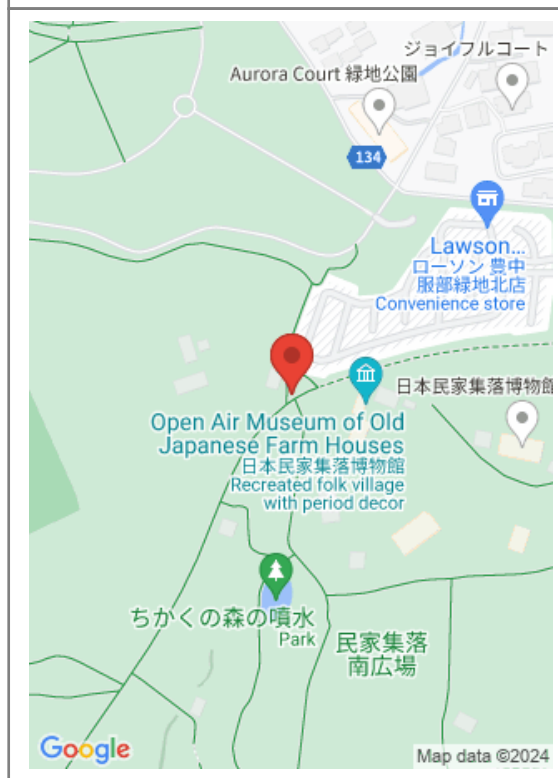 ジョイフルコート
Aurora Court 緑地公園
134
Lawson...
ローソン 豊中
服部緑地北店
Convenience store
日本民家集落博物館
Open Air Museum of Old
Japanese Farm Houses
日本民家集落博物館
Recreated folk village
with period decor
ちかくの森の噴水
Park
民家集落
南広場
Google
Map data ©2024